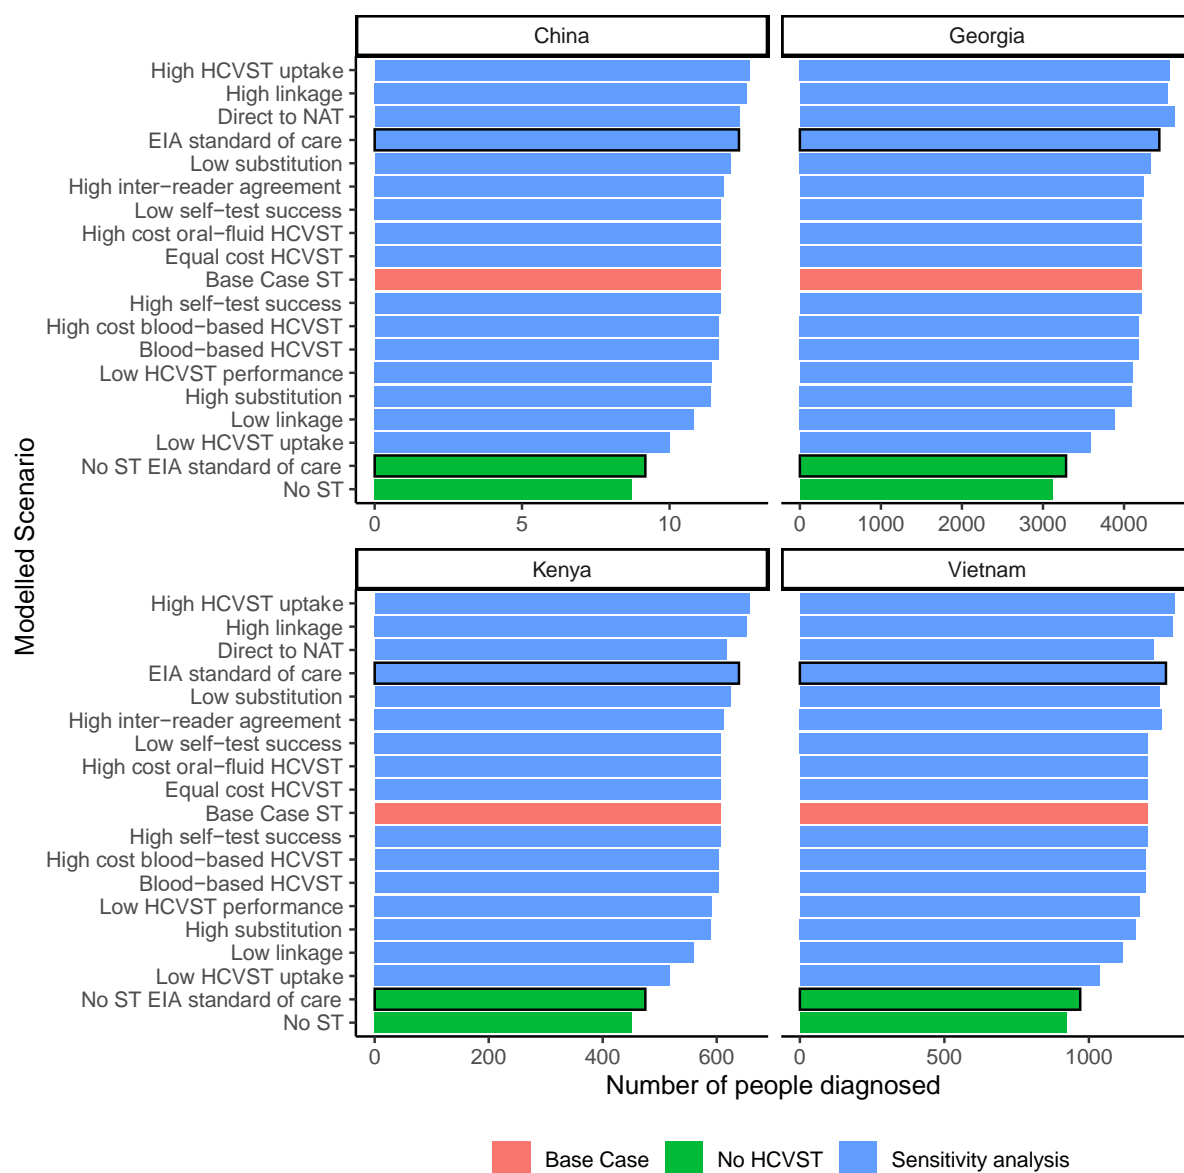 China
Georgia
High HCVST uptake
High linkage
Direct to NAT
EIA standard of care
Low substitution
High inter−reader agreement
Low self−test success
High cost oral−fluid HCVST
Equal cost HCVST
Base Case ST
High self−test success
High cost blood−based HCVST
Blood−based HCVST
Low HCVST performance
High substitution
Low linkage
Low HCVST uptake
No ST EIA standard of care
No ST
0 5 10
0 1000 2000 3000 4000
Modelled Scenario
Kenya
Vietnam
High HCVST uptake
High linkage
Direct to NAT
EIA standard of care
Low substitution
High inter−reader agreement
Low self−test success
High cost oral−fluid HCVST
Equal cost HCVST
Base Case ST
High self−test success
High cost blood−based HCVST
Blood−based HCVST
Low HCVST performance
High substitution
Low linkage
Low HCVST uptake
No ST EIA standard of care
No ST
0 200 400 600
0 500 1000
Number of people diagnosed
Base Case No HCVST Sensitivity analysis